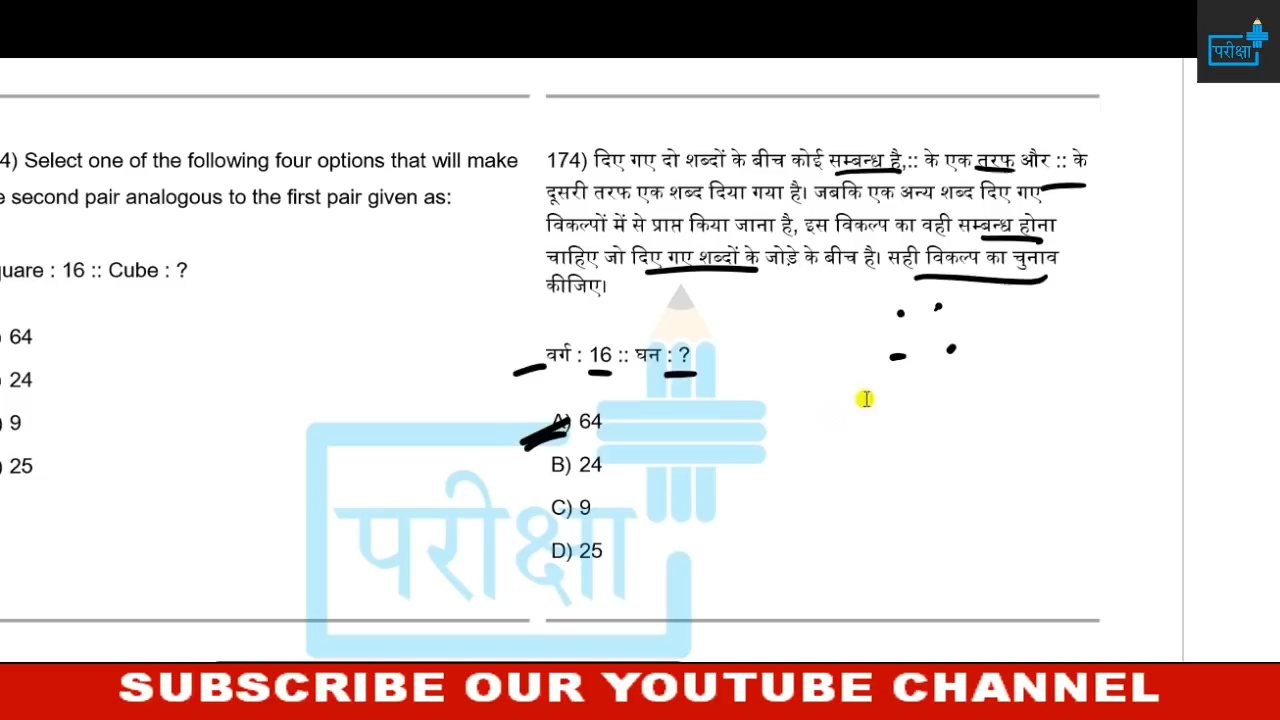 परीक्षा
4) Select one of the following four options that will make
e second pair analogous to the first pair given as:
quare : 16 :: Cube : ?
) 64
) 24
) 9
) 25
174) दिए गए दो शब्दों के बीच कोई सम्बन्ध है,:: के एक तरफ और :: के
दूसरी तरफ एक शब्द दिया गया है। जबकि एक अन्य शब्द दिए गए
विकल्पों में से प्राप्त किया जाना है, इस विकल्प का वही सम्बन्ध होना
चाहिए जो दिए गए शब्दों के जोड़े के बीच है। सही विकल्प का चुनाव
कीजिए।
वर्ग : 16 :: घन : ?
A) 64
B) 24
C) 9
D) 25
परीक्षा
SUBSCRIBE OUR YOUTUBE CHANNEL